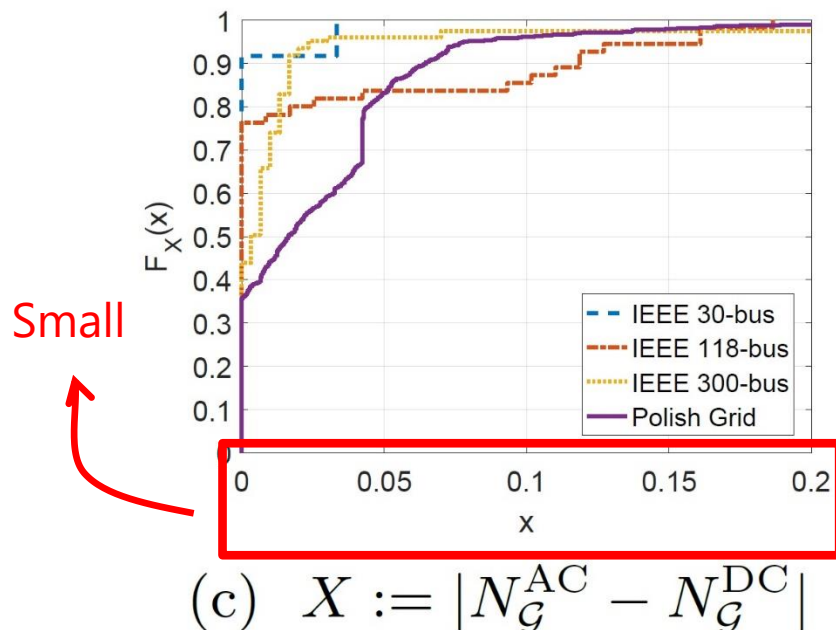 1
0.9
0.8
0.7
0.6
0.5
0.4
0.3
0.2
0.1
0
F_X(x)
Small
IEEE 30-bus
IEEE 118-bus
IEEE 300-bus
Polish Grid
0 0.05 0.1 0.15 0.2
x
(c) X := |N_𝒢^AC − N_𝒢^DC|